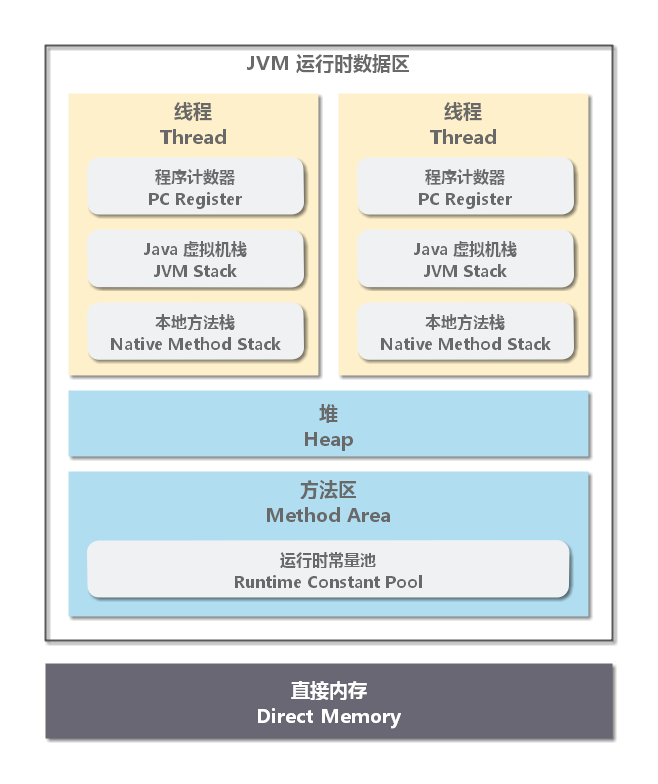 JVM 运行时数据区
线程
Thread
程序计数器
PC Register
Java 虚拟机栈
JVM Stack
本地方法栈
Native Method Stack
线程
Thread
程序计数器
PC Register
Java 虚拟机栈
JVM Stack
本地方法栈
Native Method Stack
堆
Heap
方法区
Method Area
运行时常量池
Runtime Constant Pool
直接内存
Direct Memory